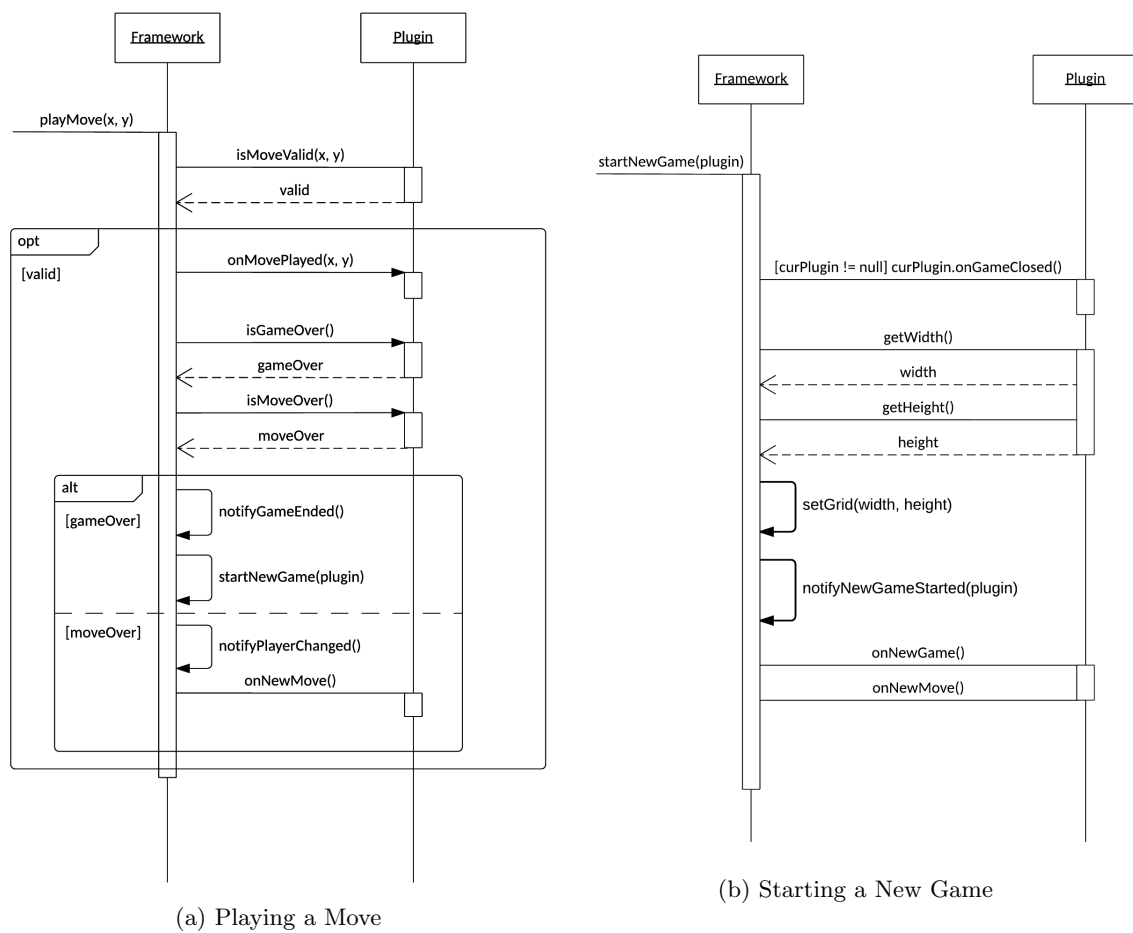 Framework
Plugin
playMove(x, y)
isMoveValid(x, y)
valid
opt
[valid]
onMovePlayed(x, y)
isGameOver()
gameOver
isMoveOver()
moveOver
alt
[gameOver]
notifyGameEnded()
startNewGame(plugin)
[moveOver]
notifyPlayerChanged()
onNewMove()
(a) Playing a Move
Framework
Plugin
startNewGame(plugin)
[curPlugin != null] curPlugin.onGameClosed()
getWidth()
width
getHeight()
height
setGrid(width, height)
notifyNewGameStarted(plugin)
onNewGame()
onNewMove()
(b) Starting a New Game